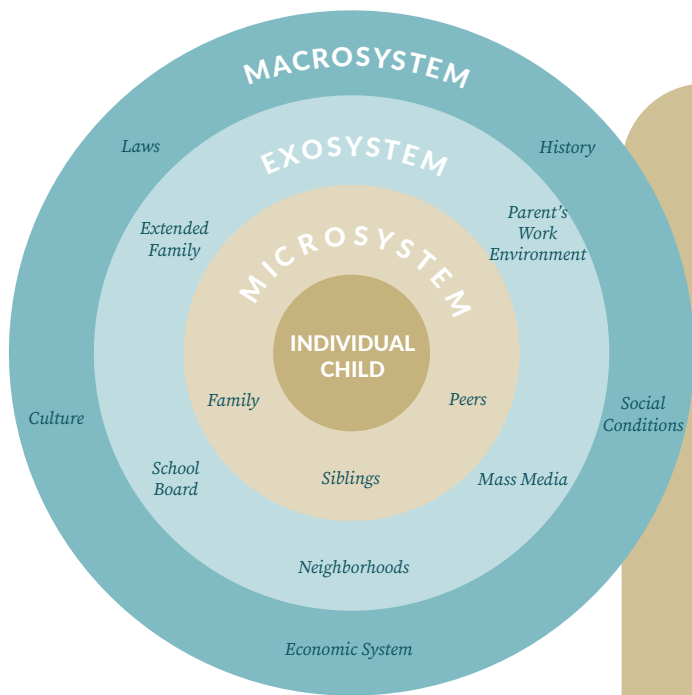 MACROSYSTEM
EXOSYSTEM
Laws
History
Extended
Family
Parent's
Work
Environment
MICROSYSTEM
INDIVIDUAL
CHILD
Family
Peers
Culture
Social
Conditions
School
Board
Siblings
Mass Media
Neighborhoods
Economic System